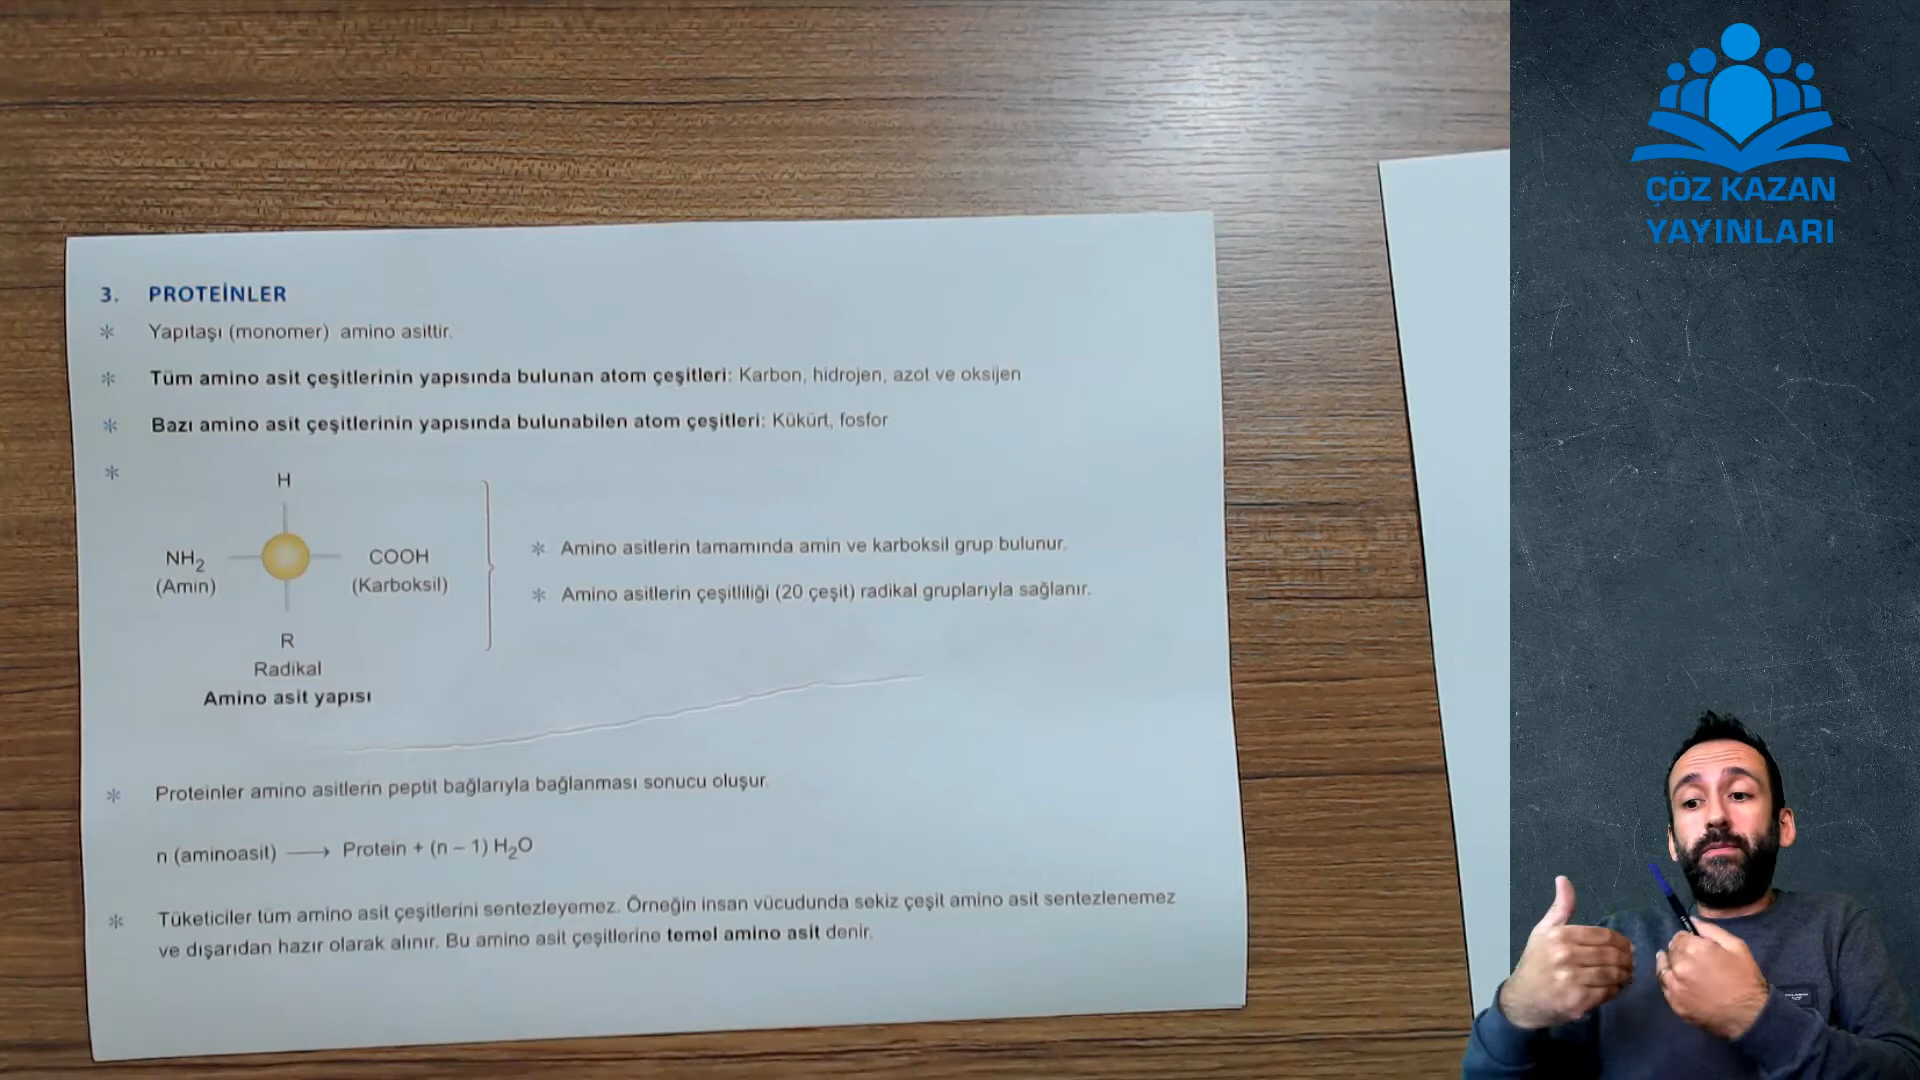 3. PROTEİNLER
* Yapıtaşı (monomer) amino asittir.
* Tüm amino asit çeşitlerinin yapısında bulunan atom çeşitleri: Karbon, hidrojen, azot ve oksijen
* Bazı amino asit çeşitlerinin yapısında bulunabilen atom çeşitleri: Kükürt, fosfor
*
H
NH₂
(Amin)
COOH
(Karboksil)
R
Radikal
Amino asit yapısı
* Amino asitlerin tamamında amin ve karboksil grup bulunur.
* Amino asitlerin çeşitliliği (20 çeşit) radikal gruplarıyla sağlanır.
* Proteinler amino asitlerin peptit bağlarıyla bağlanması sonucu oluşur.
n (aminoasit) ⟶ Protein + (n – 1) H₂O
* Tüketiciler tüm amino asit çeşitlerini sentezleyemez. Örneğin insan vücudunda sekiz çeşit amino asit sentezlenemez
ve dışarıdan hazır olarak alınır. Bu amino asit çeşitlerine temel amino asit denir.
ÇÖZ KAZAN
YAYINLARI